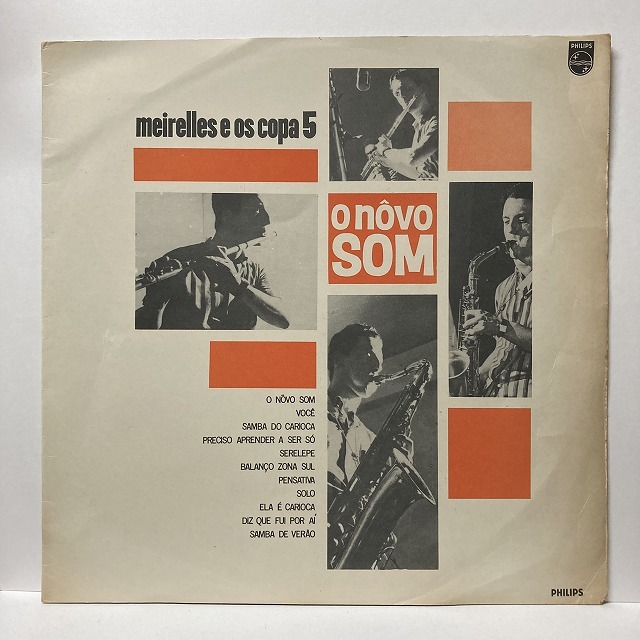 PHILIPS
meirelles e os copa 5
o nôvo
SOM
O NÔVO SOM
VOCÊ
SAMBA DO CARIOCA
PRECISO APRENDER A SER SÓ
SERELEPE
BALANÇO ZONA SUL
PENSATIVA
SOLO
ELA É CARIOCA
DIZ QUE FUI POR AÍ
SAMBA DE VERÃO
PHILIPS